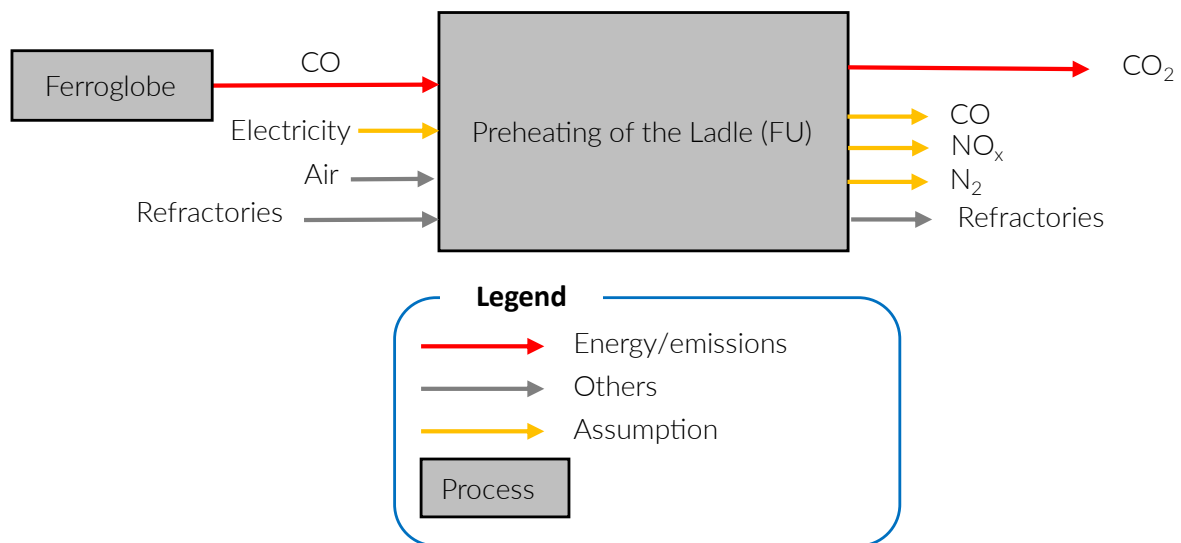 CO
Ferroglobe
Electricity
Air
Refractories
Preheating of the Ladle (FU)
CO₂
CO
NOₓ
N₂
Refractories
Legend
Energy/emissions
Others
Assumption
Process